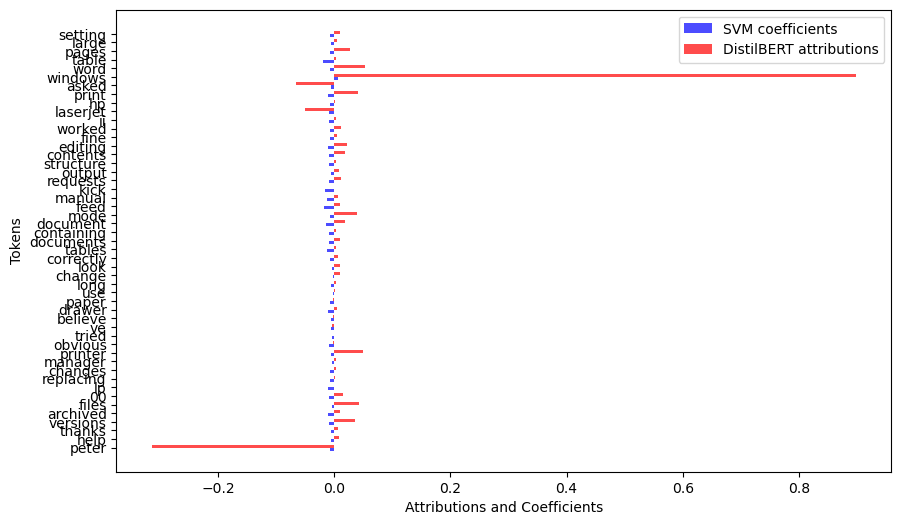 SVM coefficients
DistilBERT attributions
Tokens
setting
large
pages
table
word
windows
asked
print
hp
laserjet
ii
worked
fine
editing
contents
structure
output
requests
kick
manual
feed
mode
document
containing
documents
tables
correctly
look
change
long
use
paper
drawer
believe
ve
tried
obvious
printer
manager
changes
replacing
lp
00
files
archived
versions
thanks
help
peter
−0.2 0.0 0.2 0.4 0.6 0.8
Attributions and Coefficients